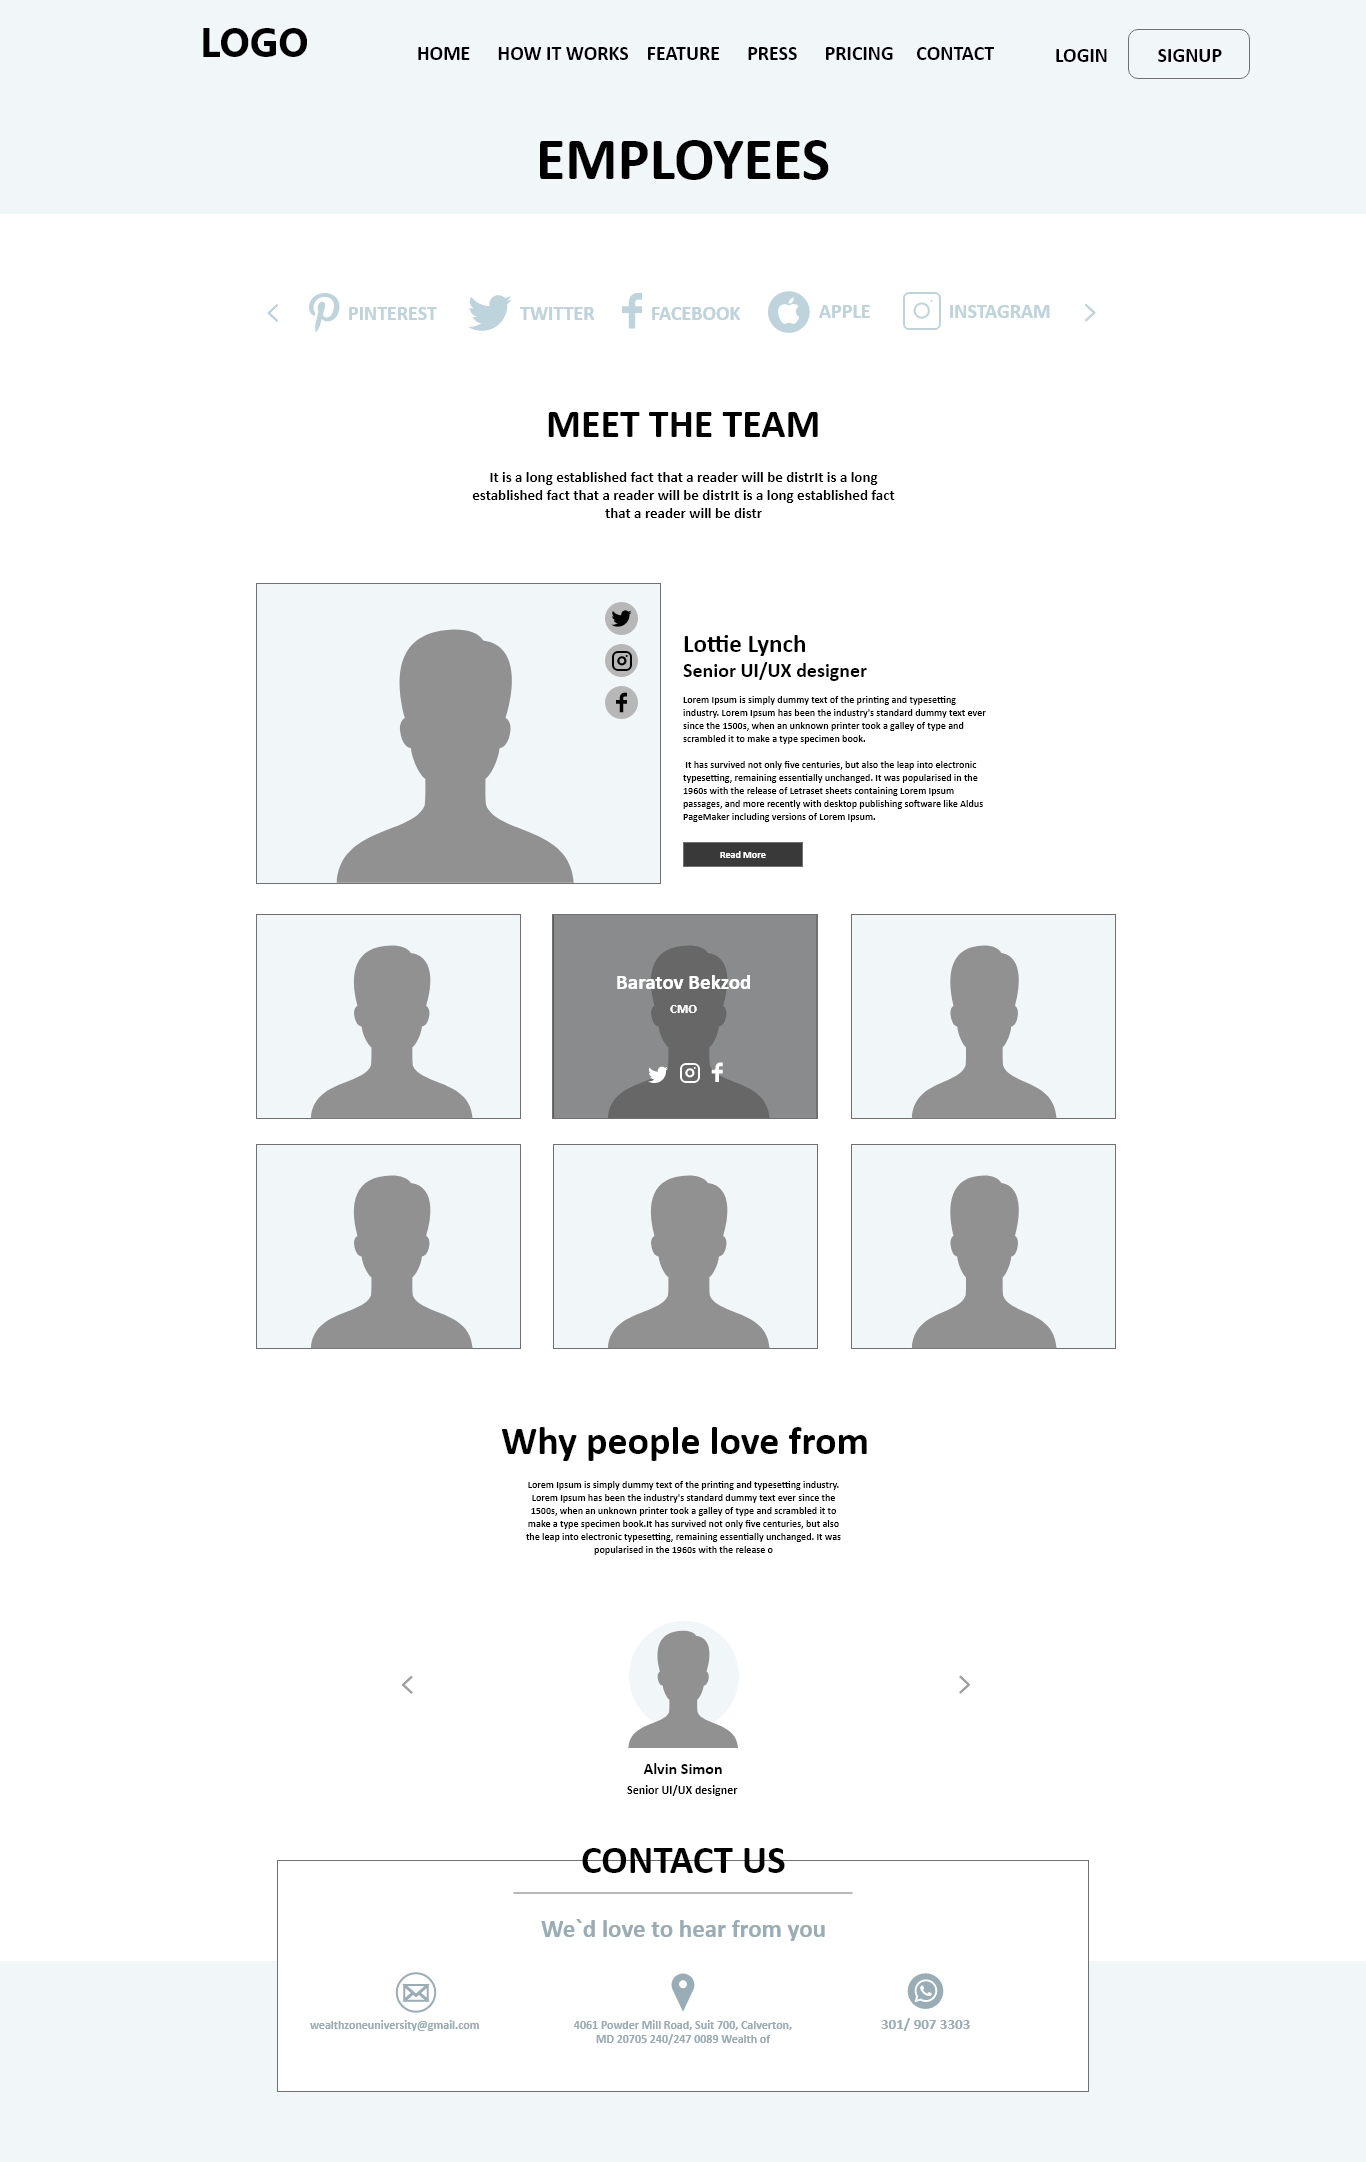 LOGO
HOME HOW IT WORKS FEATURE PRESS PRICING CONTACT LOGIN SIGNUP
EMPLOYEES
PINTEREST TWITTER FACEBOOK APPLE INSTAGRAM
MEET THE TEAM
It is a long established fact that a reader will be distrIt is a long
established fact that a reader will be distrIt is a long established fact
that a reader will be distr
Lottie Lynch
Senior UI/UX designer
Lorem Ipsum is simply dummy text of the printing and typesetting
industry. Lorem Ipsum has been the industry's standard dummy text ever
since the 1500s, when an unknown printer took a galley of type and
scrambled it to make a type specimen book.
It has survived not only five centuries, but also the leap into electronic
typesetting, remaining essentially unchanged. It was popularised in the
1960s with the release of Letraset sheets containing Lorem Ipsum
passages, and more recently with desktop publishing software like Aldus
PageMaker including versions of Lorem Ipsum.
Read More
Baratov Bekzod
CMO
Why people love from
Lorem Ipsum is simply dummy text of the printing and typesetting industry.
Lorem Ipsum has been the industry's standard dummy text ever since the
1500s, when an unknown printer took a galley of type and scrambled it to
make a type specimen book.It has survived not only five centuries, but also
the leap into electronic typesetting, remaining essentially unchanged. It was
popularised in the 1960s with the release o
Alvin Simon
Senior UI/UX designer
CONTACT US
We`d love to hear from you
wealthzoneuniversity@gmail.com
4061 Powder Mill Road, Suit 700, Calverton,
MD 20705 240/247 0089 Wealth of
301/ 907 3303